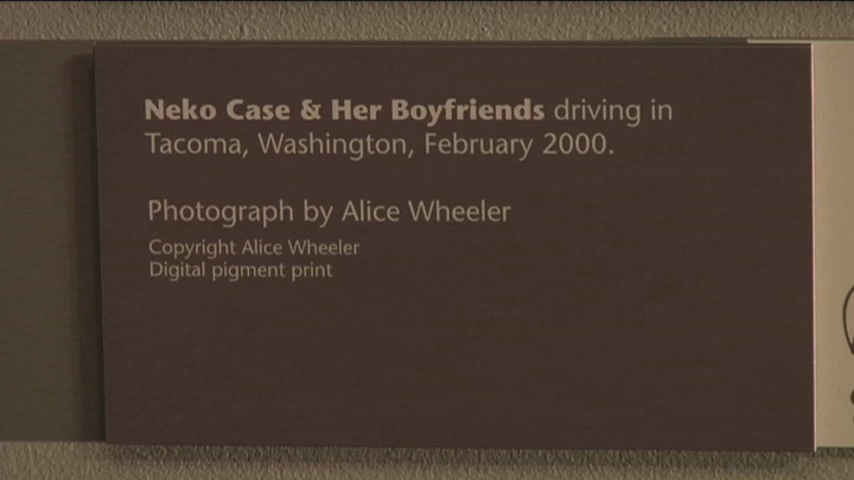 Neko Case & Her Boyfriends driving in
Tacoma, Washington, February 2000.
Photograph by Alice Wheeler
Copyright Alice Wheeler
Digital pigment print